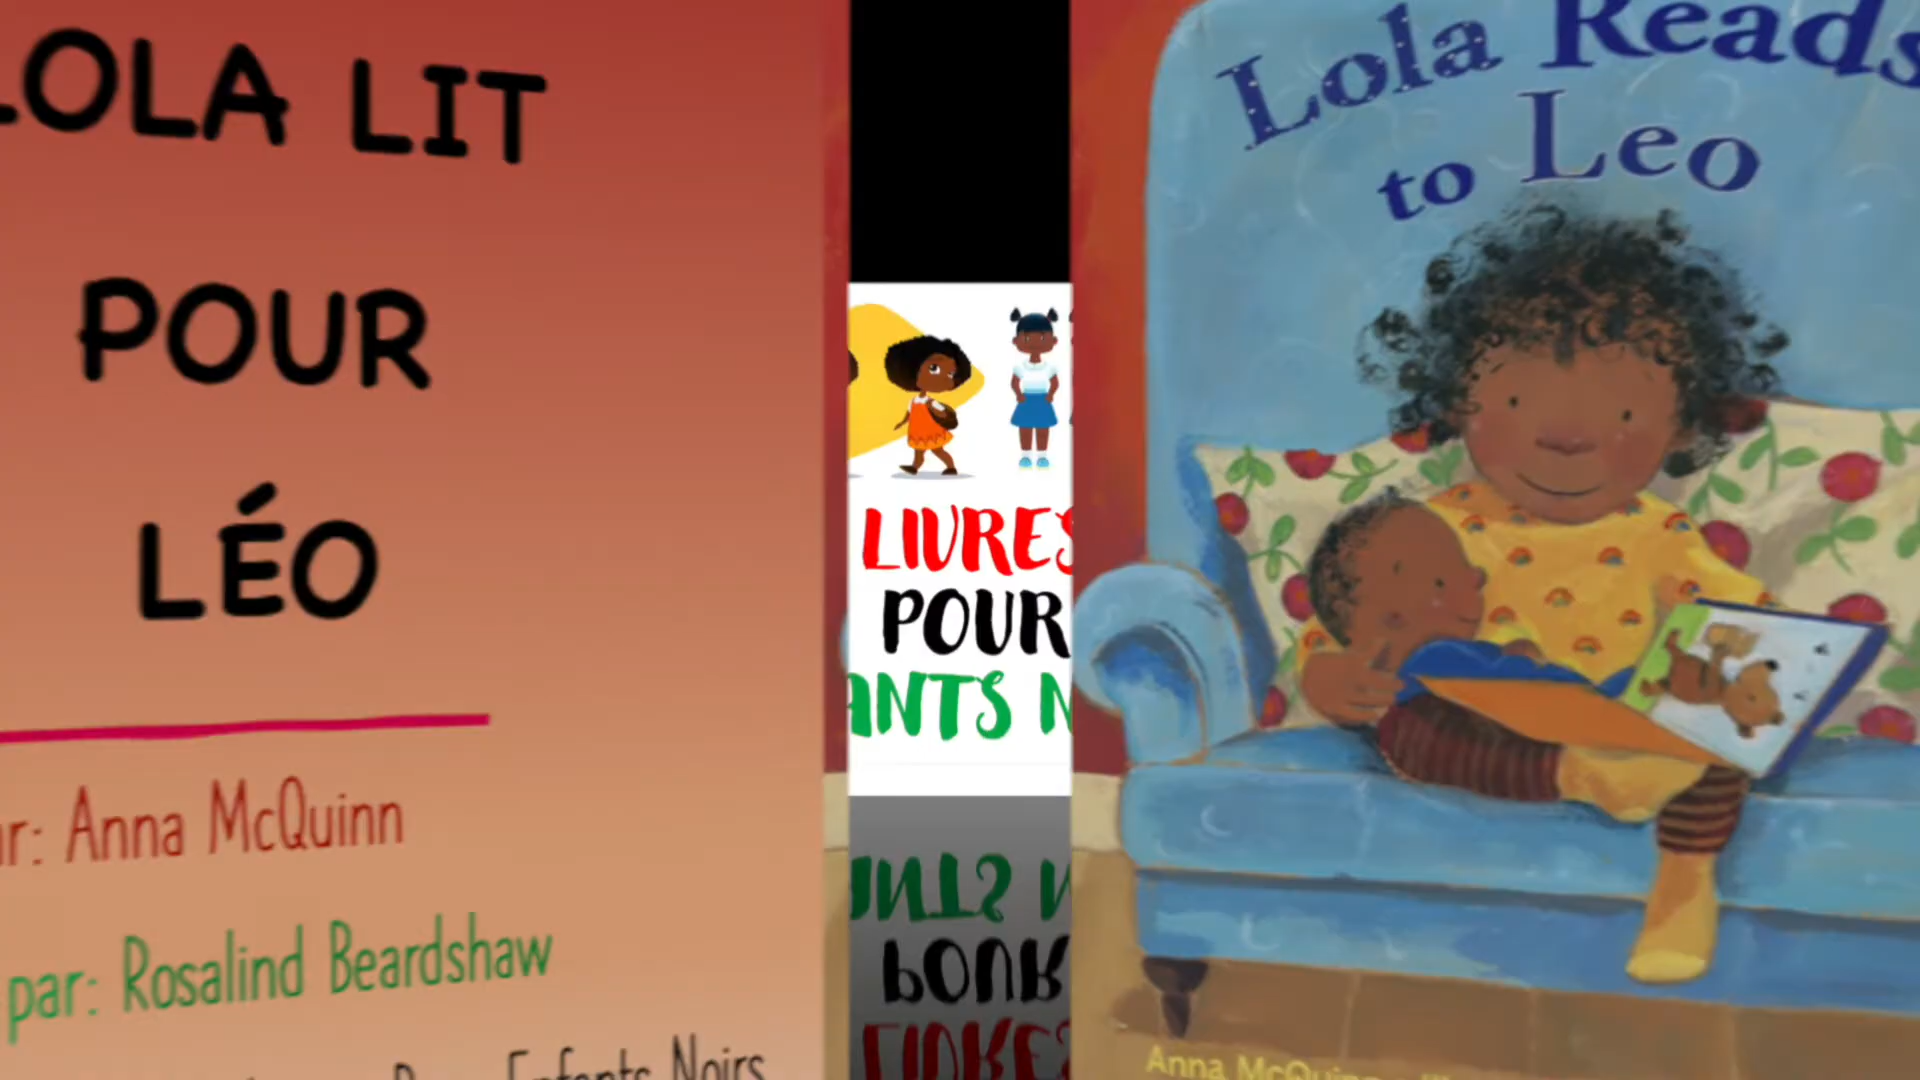 LOLA LIT
POUR
LÉO
Anna McQuinn
par: Rosalind Beardshaw
Pour Enfants Noirs
LIVRES
POUR
Lola Reads
to Leo
Anna McQuinn